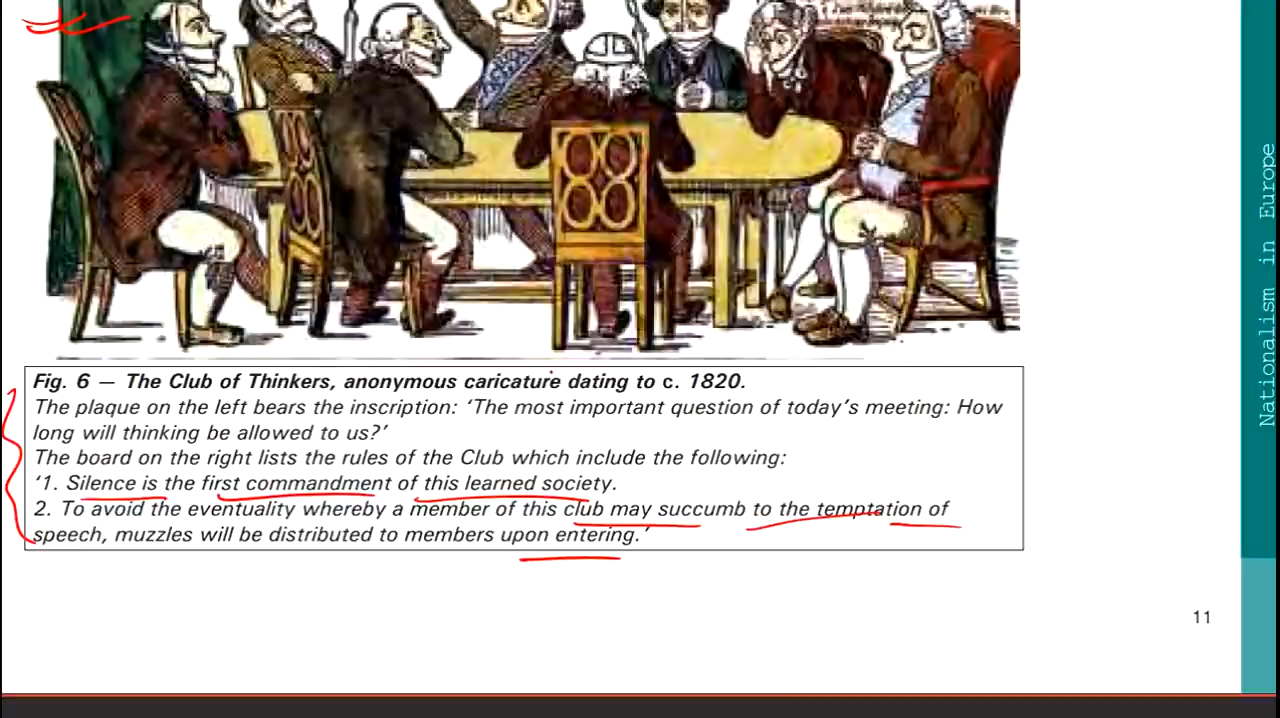 Fig. 6 — The Club of Thinkers, anonymous caricature dating to c. 1820.
The plaque on the left bears the inscription: ‘The most important question of today’s meeting: How
long will thinking be allowed to us?’
The board on the right lists the rules of the Club which include the following:
‘1. Silence is the first commandment of this learned society.
2. To avoid the eventuality whereby a member of this club may succumb to the temptation of
speech, muzzles will be distributed to members upon entering.’
11
Nationalism in Europe